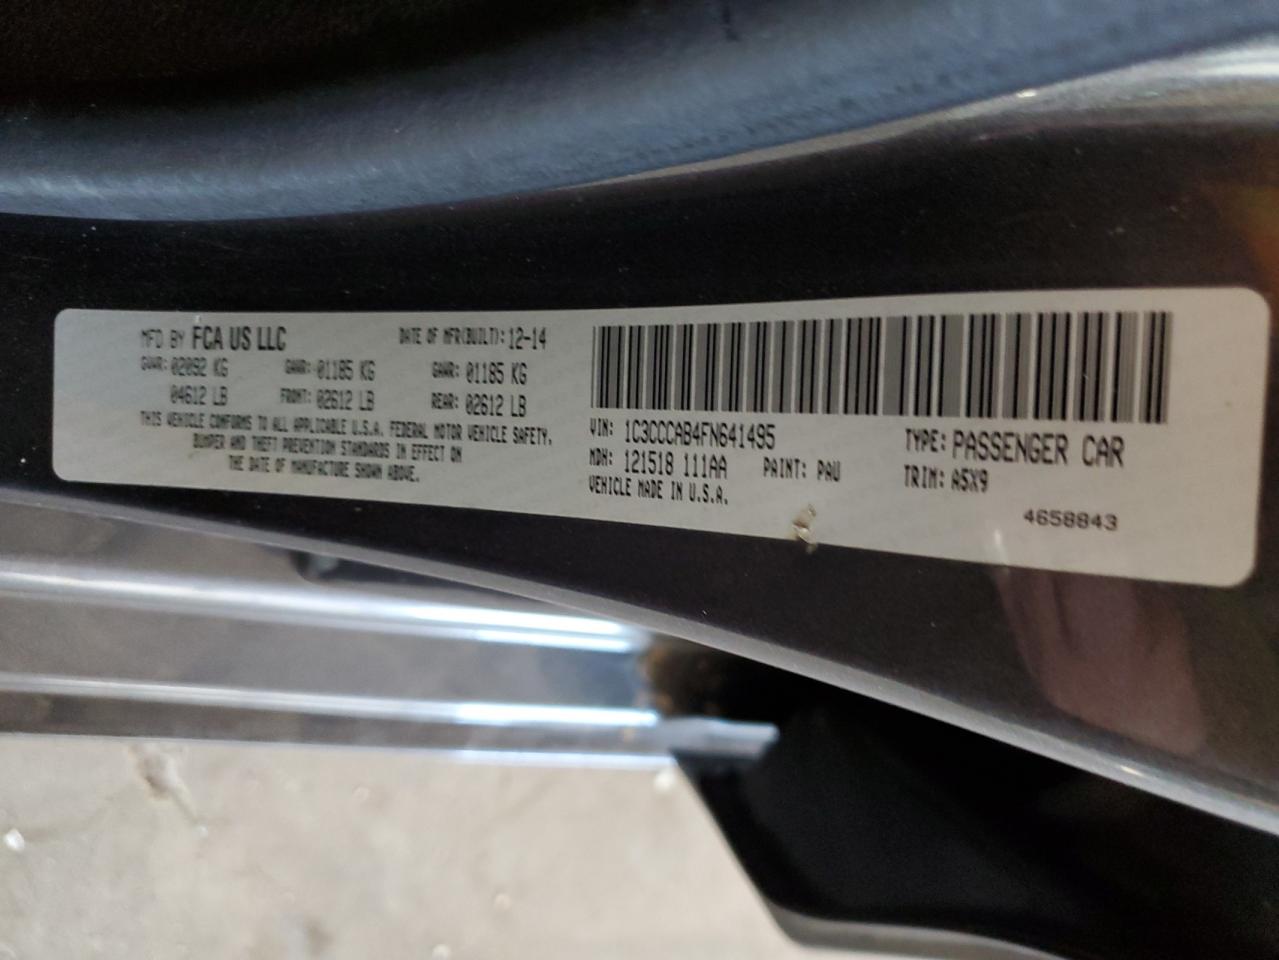 MFD BY FCA US LLC DATE OF MFR(BUILT): 12-14
GVWR: 02092 KG GAWR: 01185 KG GAWR: 01185 KG
04612 LB FRONT: 02612 LB REAR: 02612 LB
THIS VEHICLE CONFORMS TO ALL APPLICABLE U.S.A. FEDERAL MOTOR VEHICLE SAFETY,
BUMPER AND THEFT PREVENTION STANDARDS IN EFFECT ON
THE DATE OF MANUFACTURE SHOWN ABOVE.
VIN: 1C3CCCAB4FN641495 TYPE: PASSENGER CAR
MDH: 121518 111AA PAINT: PAU TRIM: A5X9
VEHICLE MADE IN U.S.A.
4658843